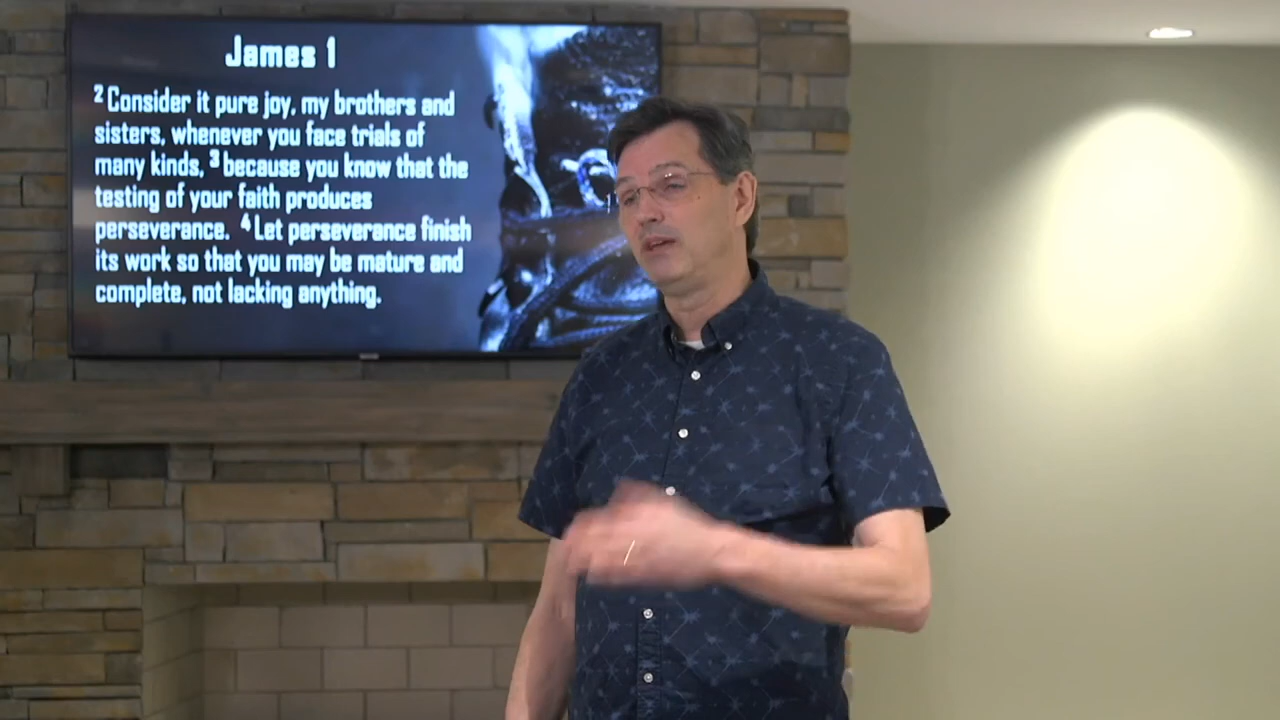 James 1
2 Consider it pure joy, my brothers and
sisters, whenever you face trials of
many kinds, 3 because you know that the
testing of your faith produces
perseverance. 4 Let perseverance finish
its work so that you may be mature and
complete, not lacking anything.